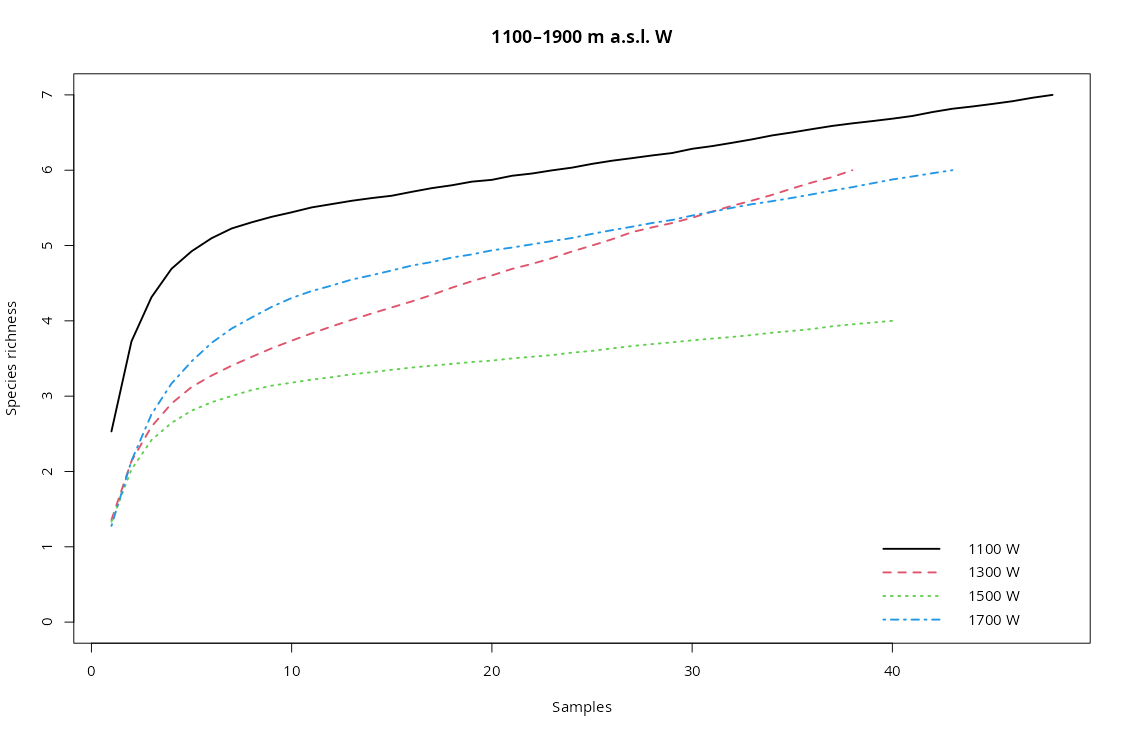 1100–1900 m a.s.l. W
Species richness
7
6
5
4
3
2
1
0
1100 W
1300 W
1500 W
1700 W
0 10 20 30 40
Samples